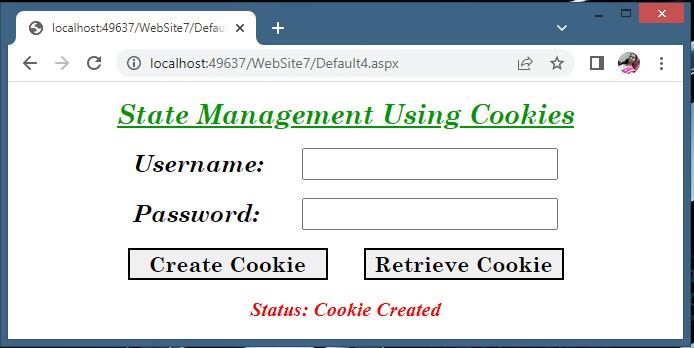 localhost:49637/WebSite7/Defau
localhost:49637/WebSite7/Default4.aspx
State Management Using Cookies
Username:
Password:
Create Cookie Retrieve Cookie
Status: Cookie Created